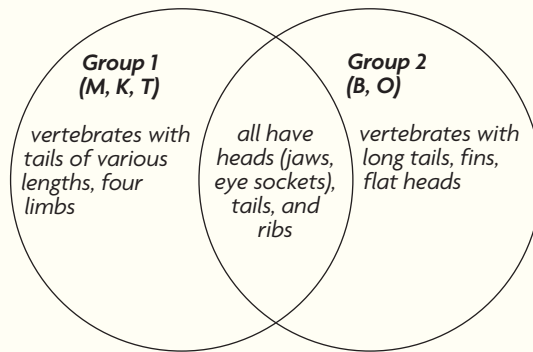 Group 1
(M, K, T)
vertebrates with
tails of various
lengths, four
limbs
all have
heads (jaws,
eye sockets),
tails, and
ribs
Group 2
(B, O)
vertebrates with
long tails, fins,
flat heads